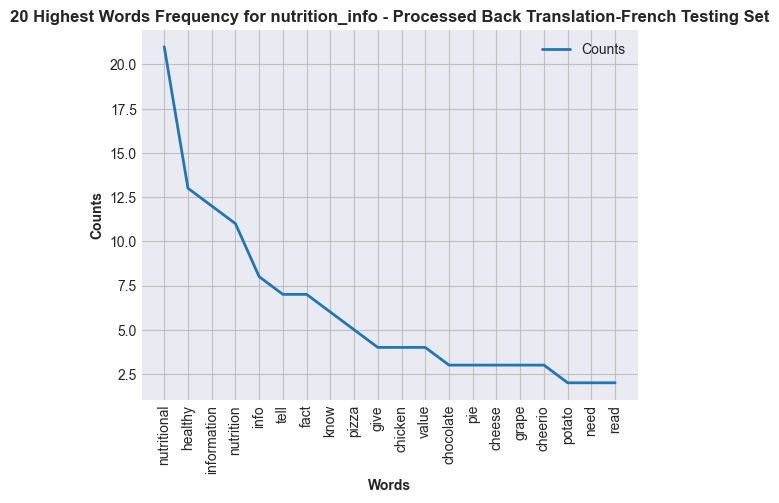 20 Highest Words Frequency for nutrition_info - Processed Back Translation-French Testing Set
Counts
20.0
17.5
15.0
12.5
10.0
7.5
5.0
2.5
Counts
nutritional
healthy
information
nutrition
info
tell
fact
know
pizza
give
chicken
value
chocolate
pie
cheese
grape
cheerio
potato
need
read
Words